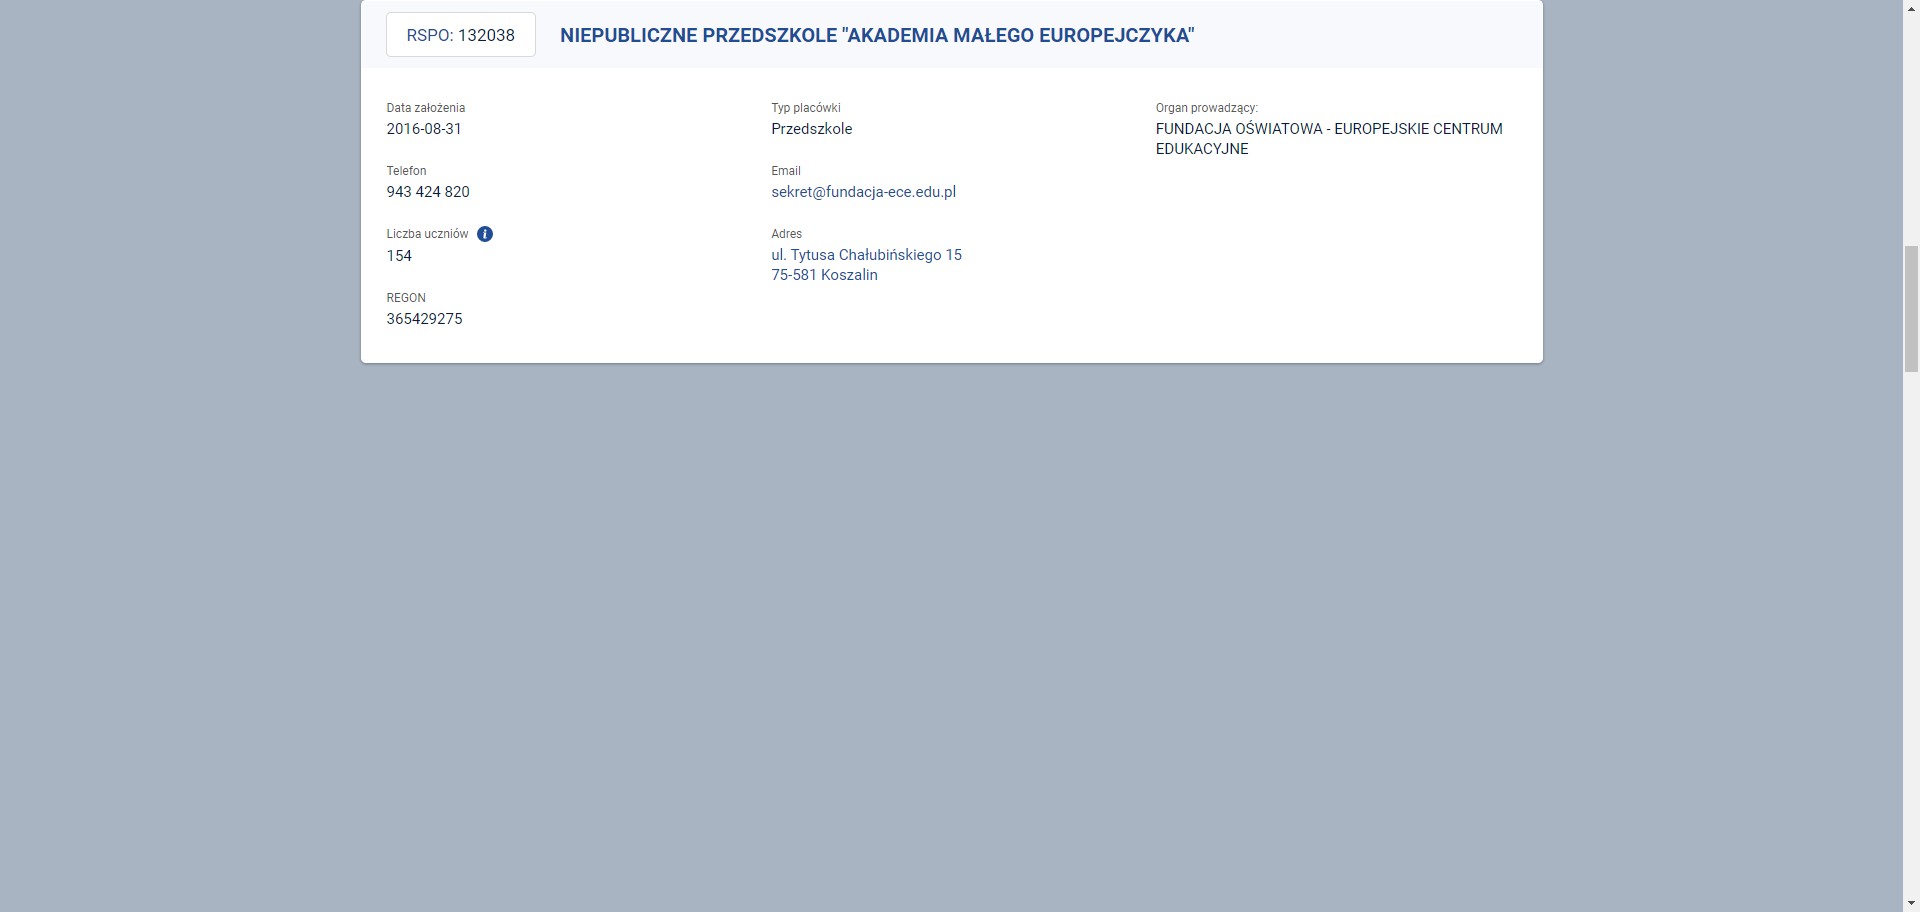 RSPO: 132038
NIEPUBLICZNE PRZEDSZKOLE "AKADEMIA MAŁEGO EUROPEJCZYKA"
Data założenia
2016-08-31
Telefon
943 424 820
Liczba uczniów
154
REGON
365429275
Typ placówki
Przedszkole
Email
sekret@fundacja-ece.edu.pl
Adres
ul. Tytusa Chałubińskiego 15
75-581 Koszalin
Organ prowadzący:
FUNDACJA OŚWIATOWA - EUROPEJSKIE CENTRUM
EDUKACYJNE